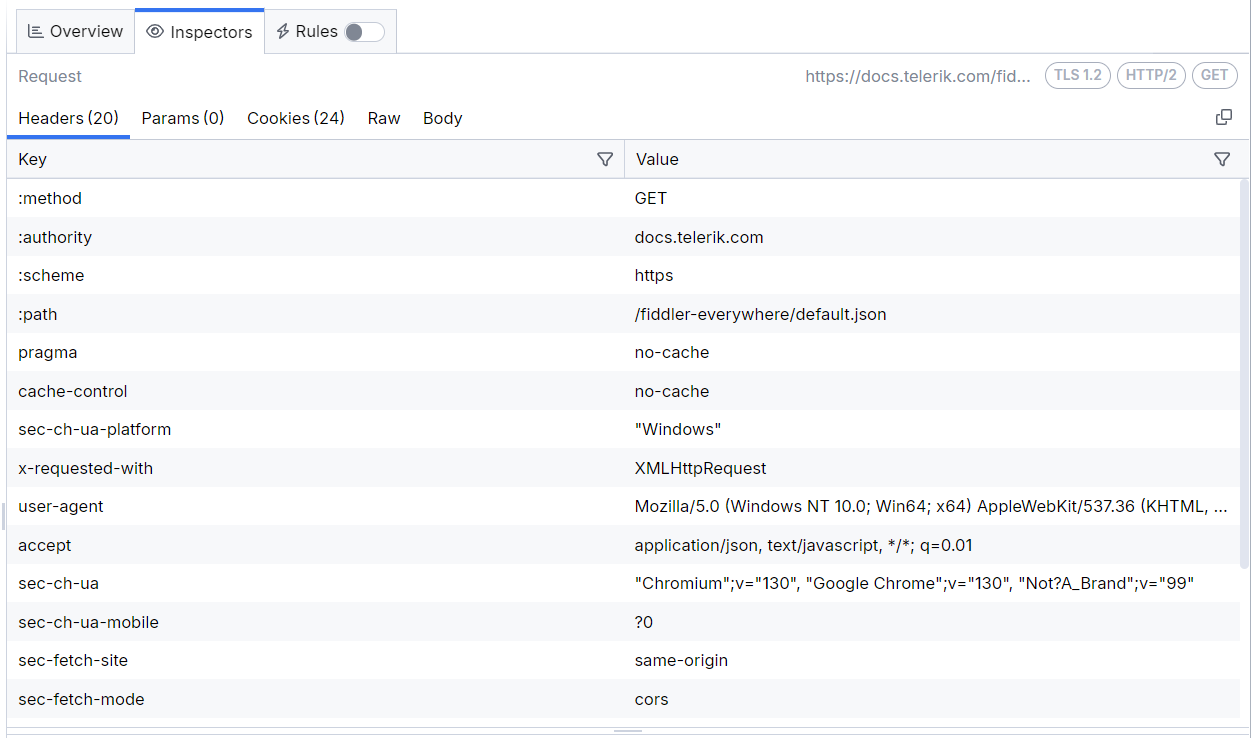 Overview Inspectors Rules
Request https://docs.telerik.com/fid... TLS 1.2 HTTP/2 GET
Headers (20) Params (0) Cookies (24) Raw Body
Key Value
:method GET
:authority docs.telerik.com
:scheme https
:path /fiddler-everywhere/default.json
pragma no-cache
cache-control no-cache
sec-ch-ua-platform "Windows"
x-requested-with XMLHttpRequest
user-agent Mozilla/5.0 (Windows NT 10.0; Win64; x64) AppleWebKit/537.36 (KHTML, ...
accept application/json, text/javascript, */*; q=0.01
sec-ch-ua "Chromium";v="130", "Google Chrome";v="130", "Not?A_Brand";v="99"
sec-ch-ua-mobile ?0
sec-fetch-site same-origin
sec-fetch-mode cors